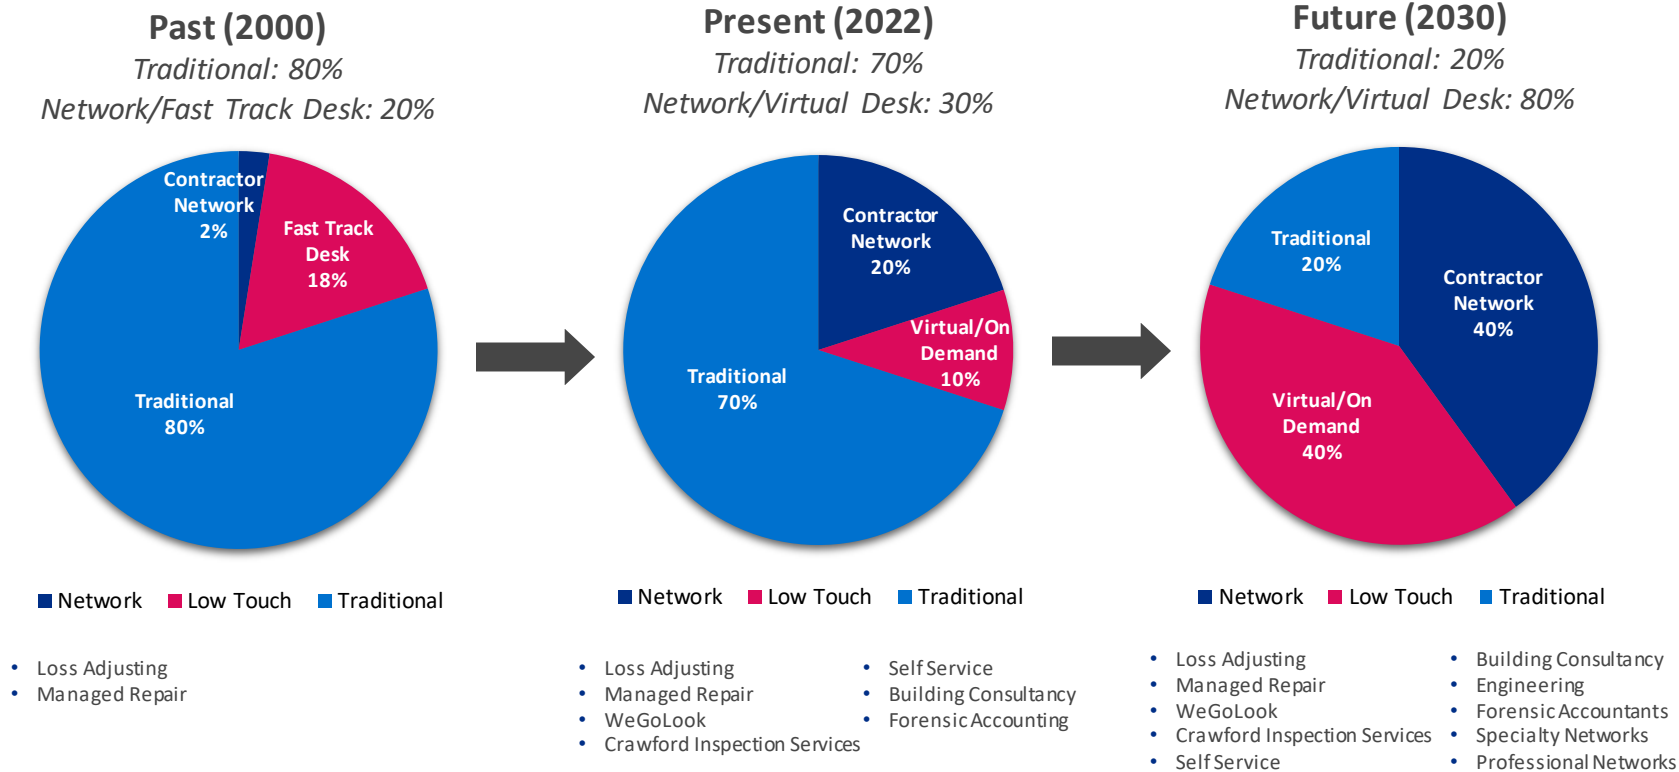 Past (2000)
Traditional: 80%
Network/Fast Track Desk: 20%
Contractor
Network
2%
Fast Track
Desk
18%
Traditional
80%
Network
Low Touch
Traditional
• Loss Adjusting
• Managed Repair
Present (2022)
Traditional: 70%
Network/Virtual Desk: 30%
Contractor
Network
20%
Virtual/On
Demand
10%
Traditional
70%
Network
Low Touch
Traditional
• Loss Adjusting
• Managed Repair
• WeGoLook
• Crawford Inspection Services
• Self Service
• Building Consultancy
• Forensic Accounting
Future (2030)
Traditional: 20%
Network/Virtual Desk: 80%
Traditional
20%
Contractor
Network
40%
Virtual/On
Demand
40%
Network
Low Touch
Traditional
• Loss Adjusting
• Managed Repair
• WeGoLook
• Crawford Inspection Services
• Self Service
• Building Consultancy
• Engineering
• Forensic Accountants
• Specialty Networks
• Professional Networks